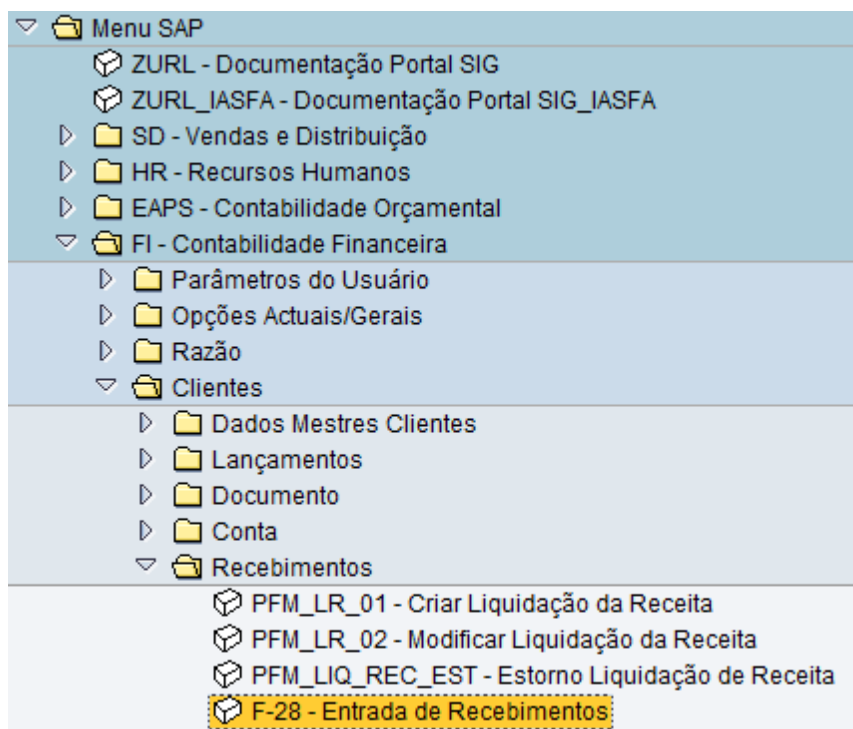 Menu SAP
ZURL - Documentação Portal SIG
ZURL_IASFA - Documentação Portal SIG_IASFA
SD - Vendas e Distribuição
HR - Recursos Humanos
EAPS - Contabilidade Orçamental
FI - Contabilidade Financeira
Parâmetros do Usuário
Opções Actuais/Gerais
Razão
Clientes
Dados Mestres Clientes
Lançamentos
Documento
Conta
Recebimentos
PFM_LR_01 - Criar Liquidação da Receita
PFM_LR_02 - Modificar Liquidação da Receita
PFM_LIQ_REC_EST - Estorno Liquidação de Receita
F-28 - Entrada de Recebimentos